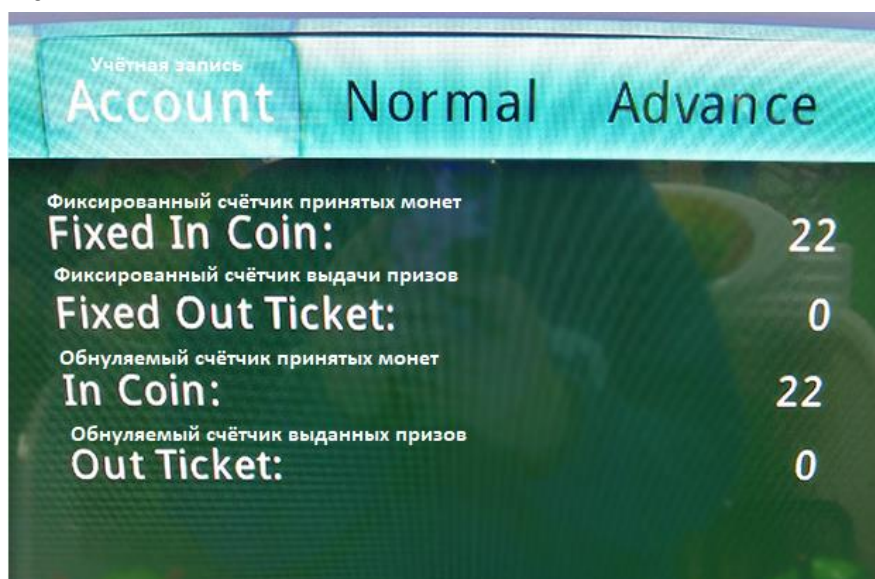 Учётная запись
Account Normal Advance
Фиксированный счётчик принятых монет
Fixed In Coin: 22
Фиксированный счётчик выдачи призов
Fixed Out Ticket: 0
Обнуляемый счётчик принятых монет
In Coin: 22
Обнуляемый счётчик выданных призов
Out Ticket: 0